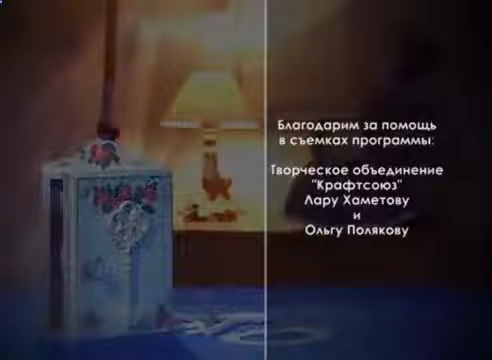 Благодарим за помощь
в съемках программы:
Творческое объединение
"Крафтсоюз"
Лару Хаметову
и
Ольгу Полякову